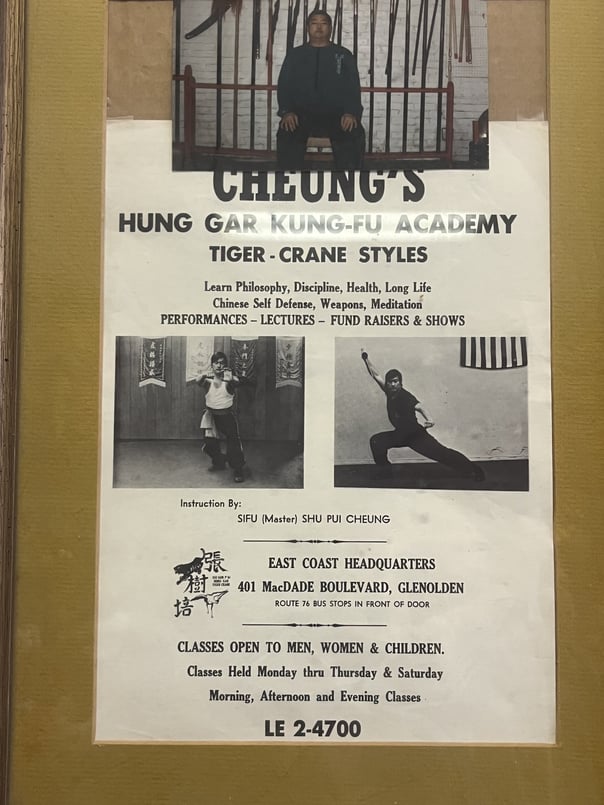 CHEUNG'S
HUNG GAR KUNG-FU ACADEMY
TIGER - CRANE STYLES
Learn Philosophy, Discipline, Health, Long Life
Chinese Self Defense, Weapons, Meditation
PERFORMANCES – LECTURES – FUND RAISERS & SHOWS
Instruction By:
SIFU (Master) SHU PUI CHEUNG
張樹培
EAST COAST HEADQUARTERS
401 MacDADE BOULEVARD, GLENOLDEN
ROUTE 76 BUS STOPS IN FRONT OF DOOR
CLASSES OPEN TO MEN, WOMEN & CHILDREN.
Classes Held Monday thru Thursday & Saturday
Morning, Afternoon and Evening Classes
LE 2-4700